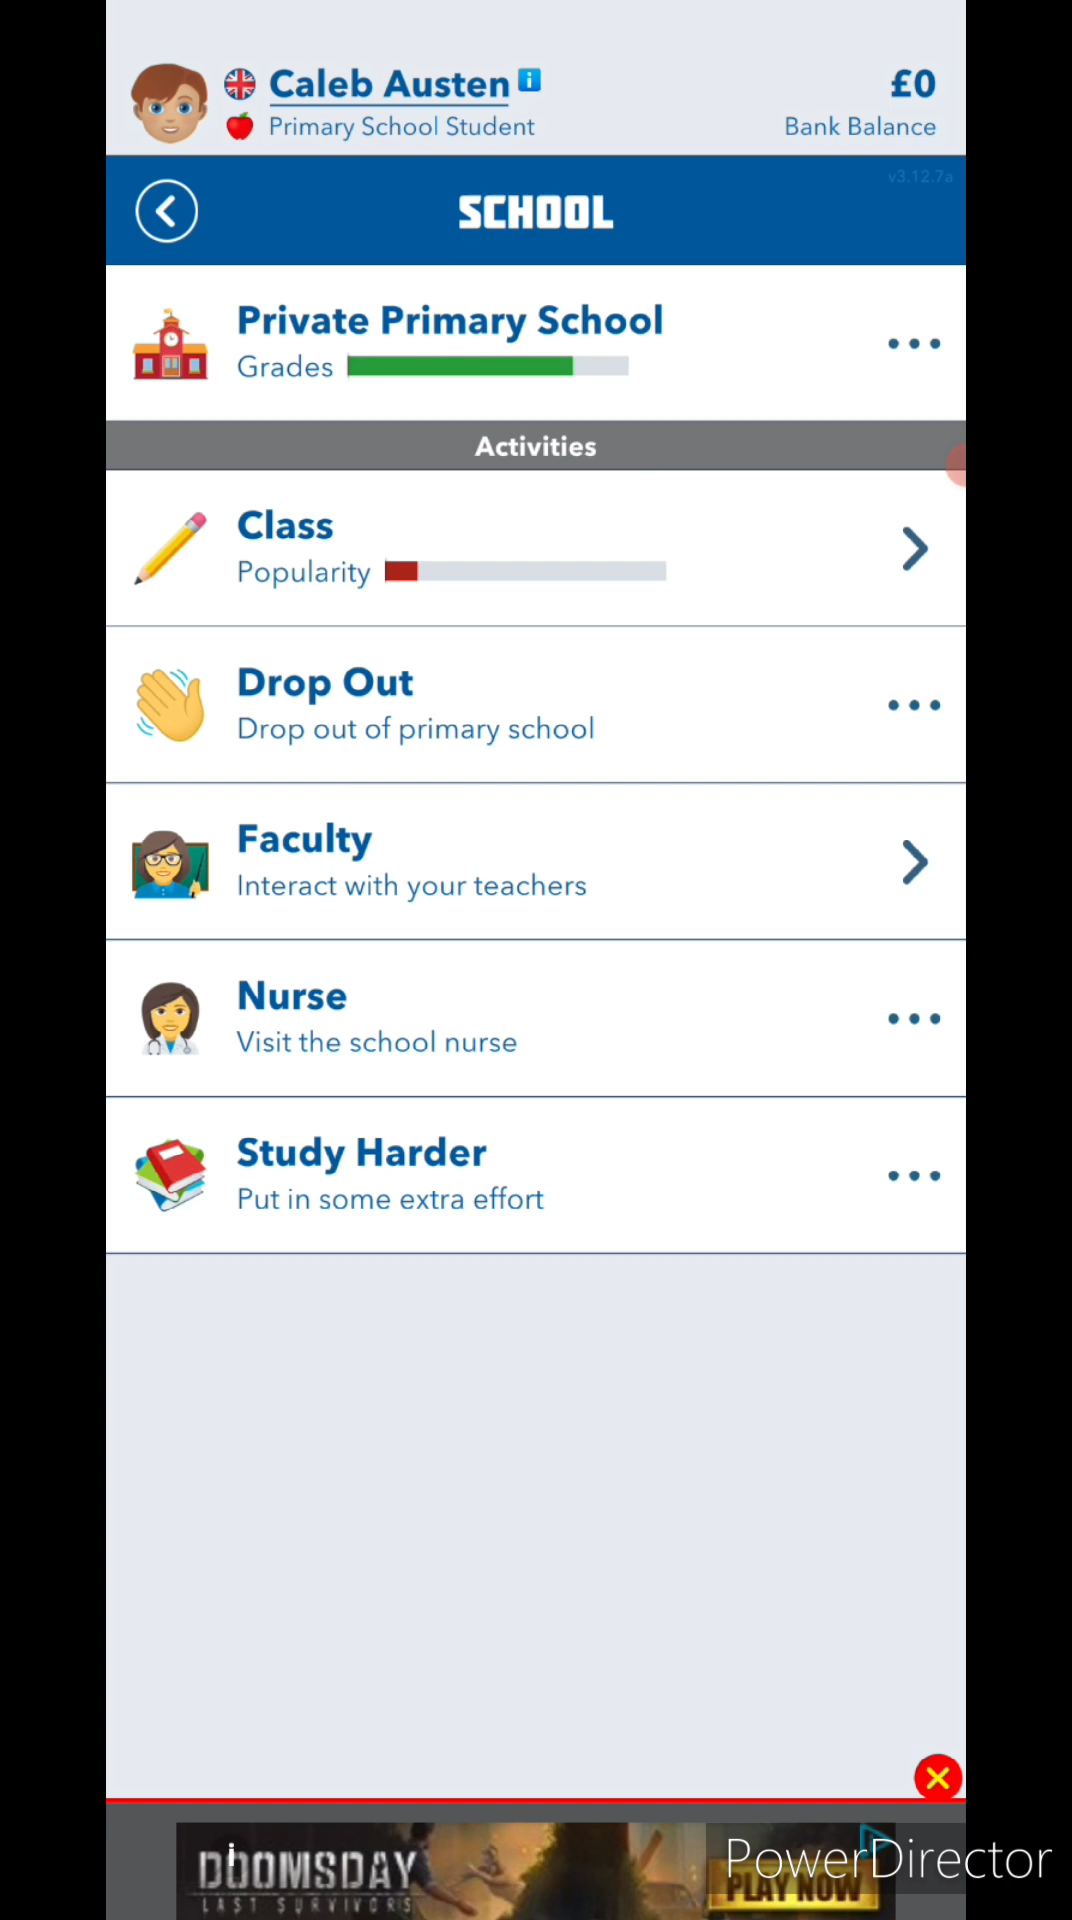 Caleb Austen
£0
Primary School Student
Bank Balance
v3.12.7a
SCHOOL
Private Primary School
Grades
Activities
Class
Popularity
Drop Out
Drop out of primary school
Faculty
Interact with your teachers
Nurse
Visit the school nurse
Study Harder
Put in some extra effort
DOOMSDAY
LAST SURVIVORS
PLAY NOW
PowerDirector